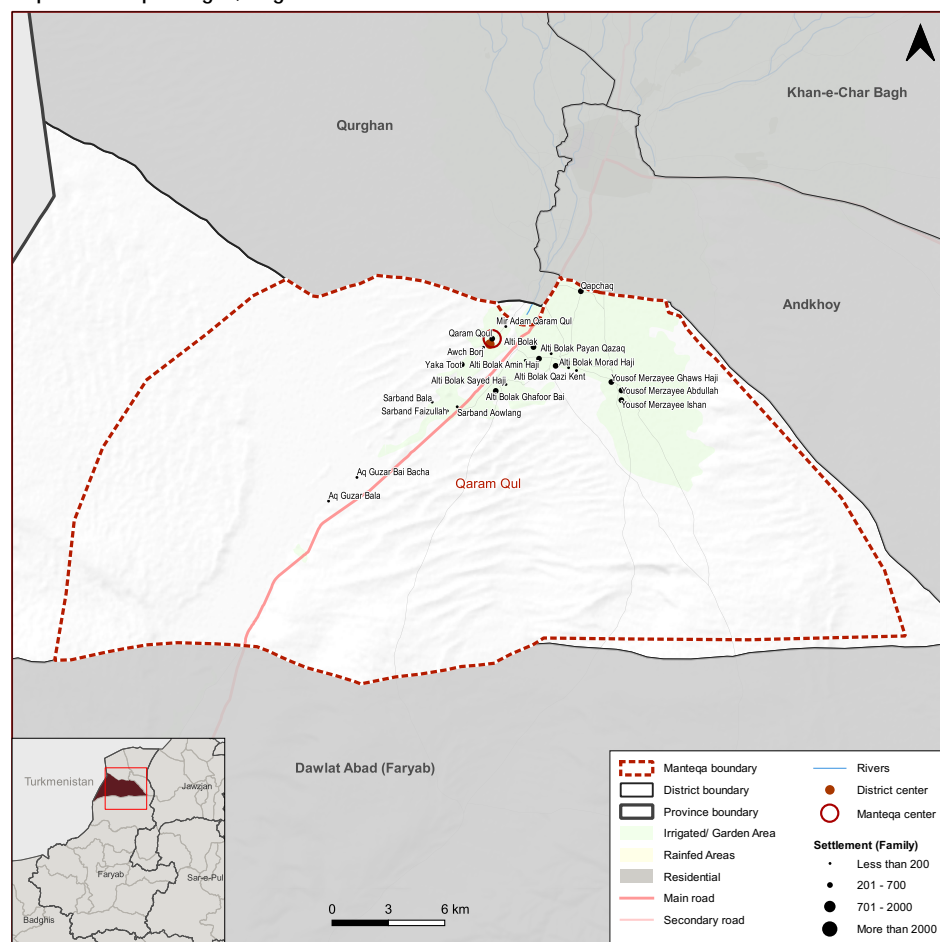 Khan-e-Char Bagh
Qurghan
Andkhoy
Qapchaq
Mir Adam Qaram Qul
Qaram Qoul
Alti Bolak
Awch Borj
Alti Bolak Payan Qazaq
Yaka Toot
Alti Bolak Amin Haji
Alti Bolak Morad Haji
Alti Bolak Sayed Haji
Alti Bolak Qazi Kent
Yousof Merzayee Ghaws Haji
Yousof Merzayee Abdullah
Sarband Bala
Alti Bolak Ghafoor Bai
Yousof Merzayee Ishan
Sarband Faizullah
Sarband Aowlang
Aq Guzar Bai Bacha
Qaram Qul
Aq Guzar Bala
Dawlat Abad (Faryab)
Turkmenistan
Jawzjan
Faryab
Sar-e-Pul
Badghis
0 3 6 km
Manteqa boundary
District boundary
Province boundary
Irrigated/ Garden Area
Rainfed Areas
Residential
Main road
Secondary road
Rivers
District center
Manteqa center
Settlement (Family)
Less than 200
201 - 700
701 - 2000
More than 2000